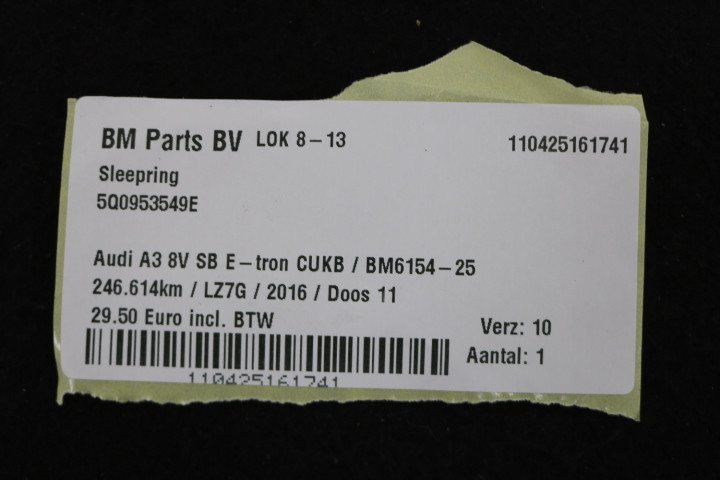 BM Parts BV LOK 8-13 110425161741
Sleepring
5Q0953549E
Audi A3 8V SB E-tron CUKB / BM6154-25
246.614km / LZ7G / 2016 / Doos 11
29.50 Euro incl. BTW
Verz: 10
Aantal: 1
110425161741